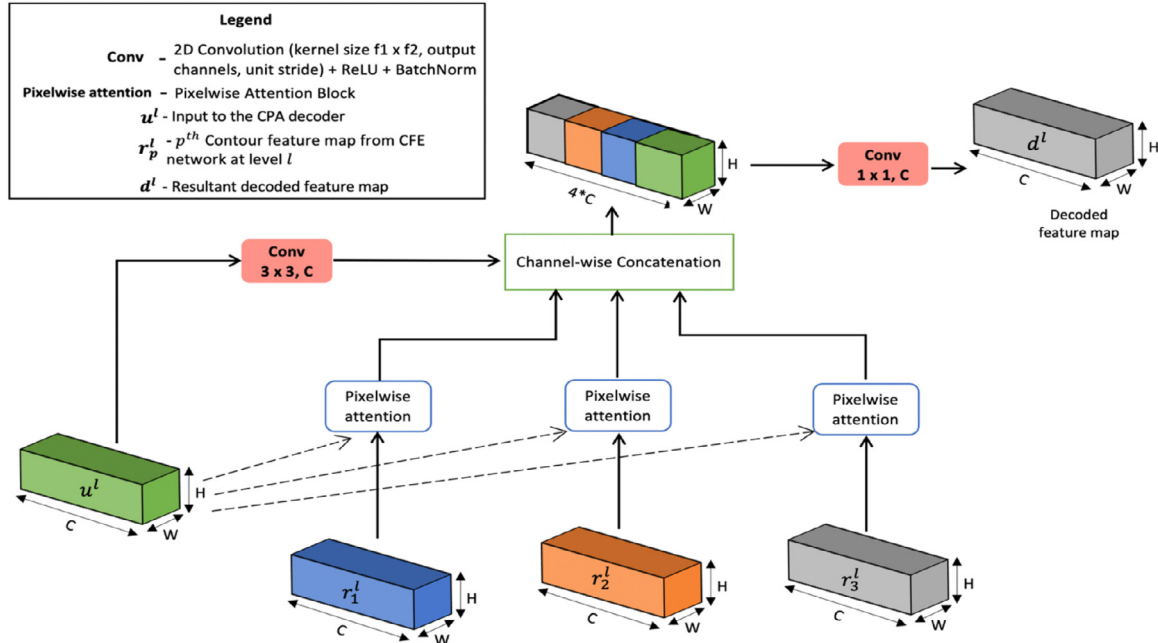 Legend
Conv – 2D Convolution (kernel size f1 x f2, output
channels, unit stride) + ReLU + BatchNorm
Pixelwise attention – Pixelwise Attention Block
u^l - Input to the CPA decoder
r_p^l - p^th Contour feature map from CFE
network at level l
d^l - Resultant decoded feature map
4*C
W
H
Conv
1 x 1, C
d^l
C
W
H
Decoded
feature map
Conv
3 x 3, C
Channel-wise Concatenation
Pixelwise
attention
Pixelwise
attention
Pixelwise
attention
u^l
C
W
H
r_1^l
C
W
H
r_2^l
C
W
H
r_3^l
C
W
H